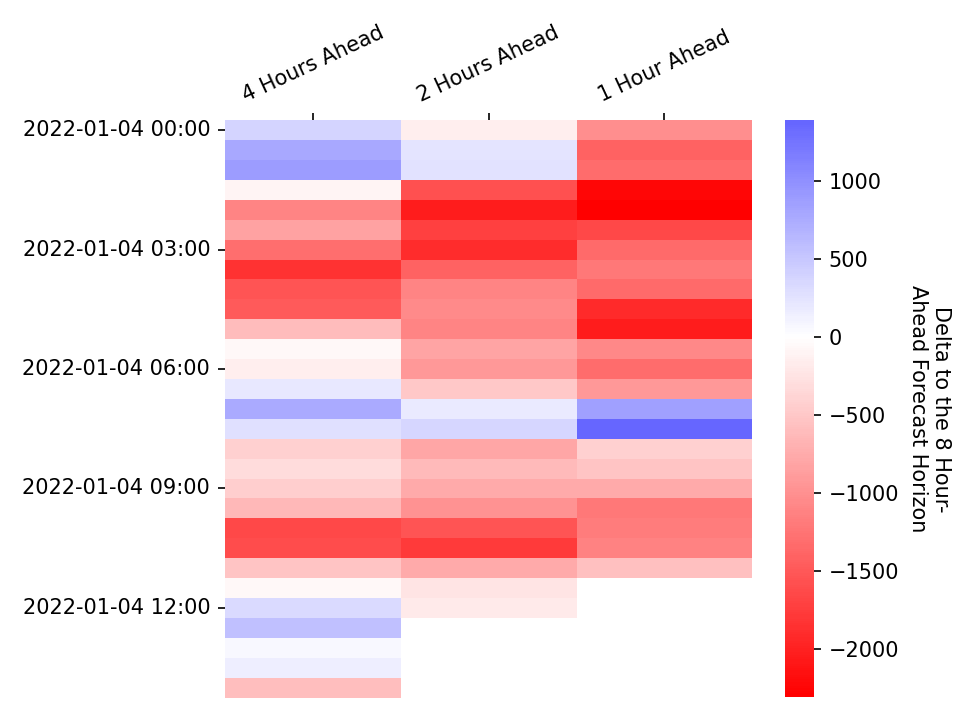 4 Hours Ahead
2 Hours Ahead
1 Hour Ahead
2022-01-04 00:00
2022-01-04 03:00
2022-01-04 06:00
2022-01-04 09:00
2022-01-04 12:00
1000
500
0
−500
−1000
−1500
−2000
Delta to the 8 Hour-
Ahead Forecast Horizon